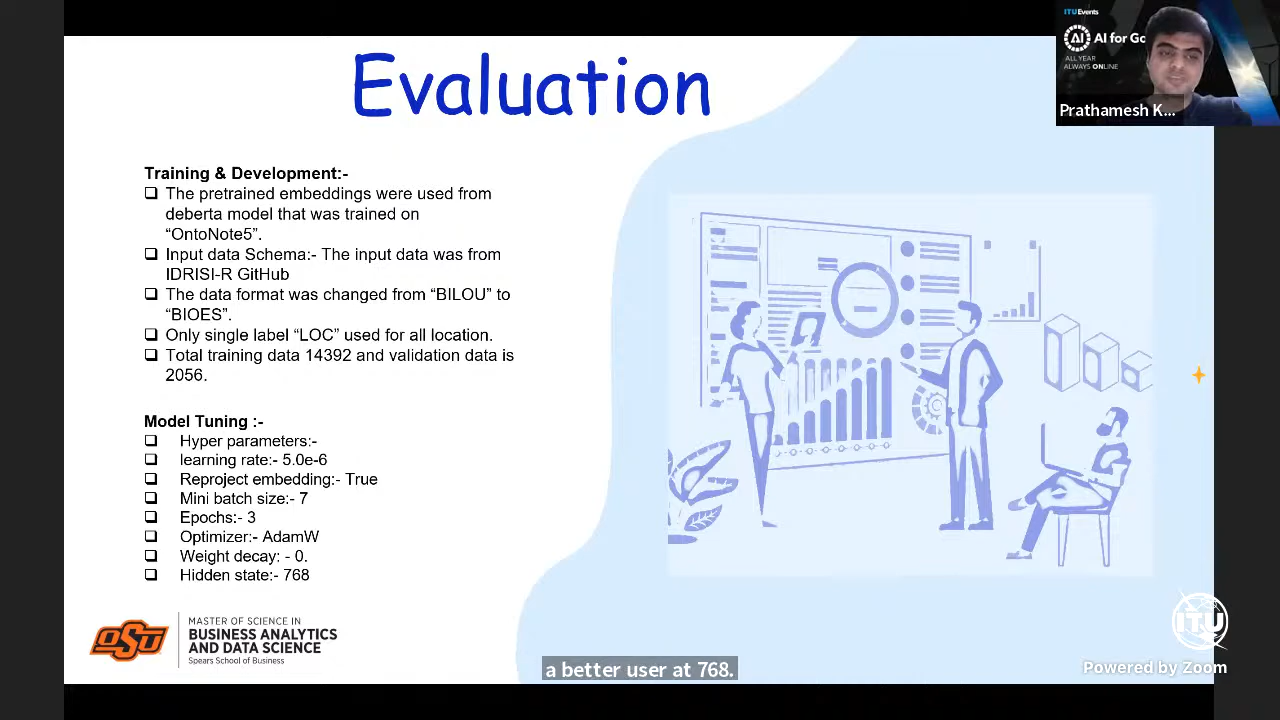 Evaluation
Training & Development:-
The pretrained embeddings were used from
deberta model that was trained on
“OntoNote5”.
Input data Schema:- The input data was from
IDRISI-R GitHub
The data format was changed from “BILOU” to
“BIOES”.
Only single label “LOC” used for all location.
Total training data 14392 and validation data is
2056.
Model Tuning :-
Hyper parameters:-
learning rate:- 5.0e-6
Reproject embedding:- True
Mini batch size:- 7
Epochs:- 3
Optimizer:- AdamW
Weight decay: - 0.
Hidden state:- 768
OSU
MASTER OF SCIENCE IN
BUSINESS ANALYTICS
AND DATA SCIENCE
Spears School of Business
a better user at 768.
ITUEvents
AI
AI for Go
ALL YEAR
ALWAYS ONLINE
Prathamesh K...
ITU
Powered by Zoom